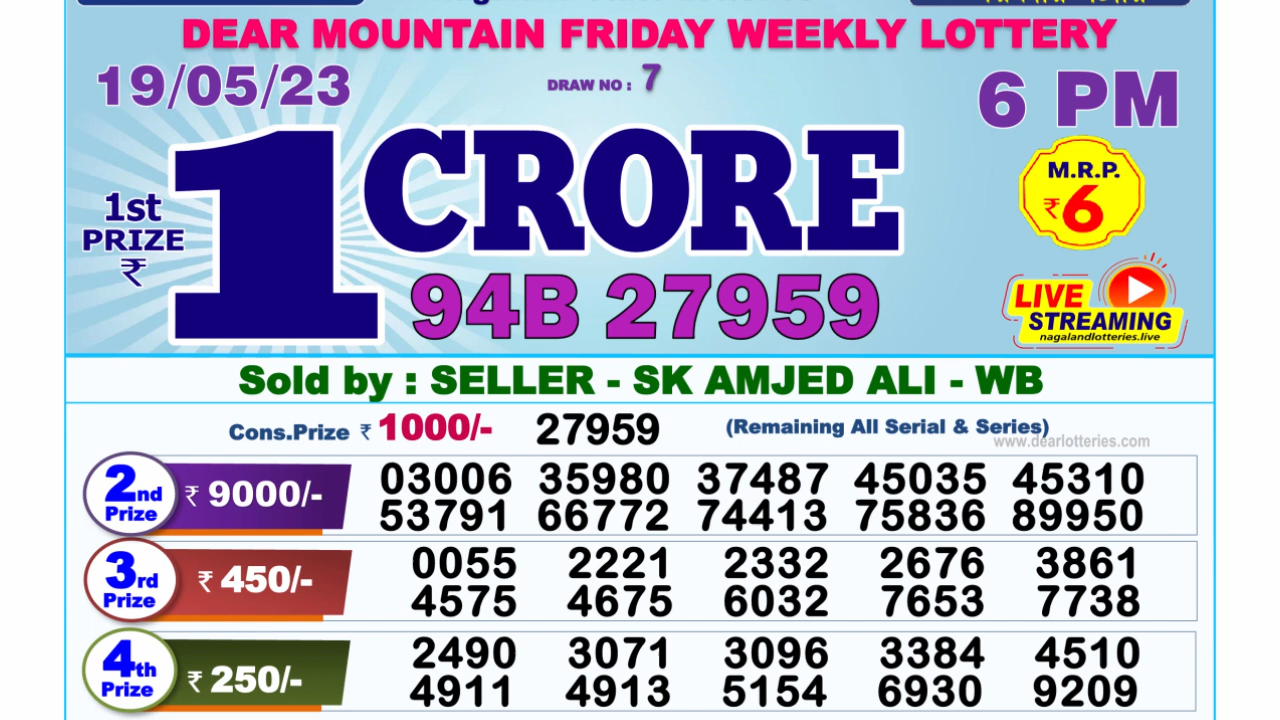 DEAR MOUNTAIN FRIDAY WEEKLY LOTTERY
19/05/23
DRAW NO : 7
6 PM
1st PRIZE ₹ 1 CRORE
M.R.P. ₹6
94B 27959
LIVE STREAMING
nagalandlotteries.live
Sold by : SELLER - SK AMJED ALI - WB
Cons.Prize ₹ 1000/- 27959 (Remaining All Serial & Series)
www.dearlotteries.com
2nd Prize ₹ 9000/- 03006 35980 37487 45035 45310
53791 66772 74413 75836 89950
3rd Prize ₹ 450/- 0055 2221 2332 2676 3861
4575 4675 6032 7653 7738
4th Prize ₹ 250/- 2490 3071 3096 3384 4510
4911 4913 5154 6930 9209